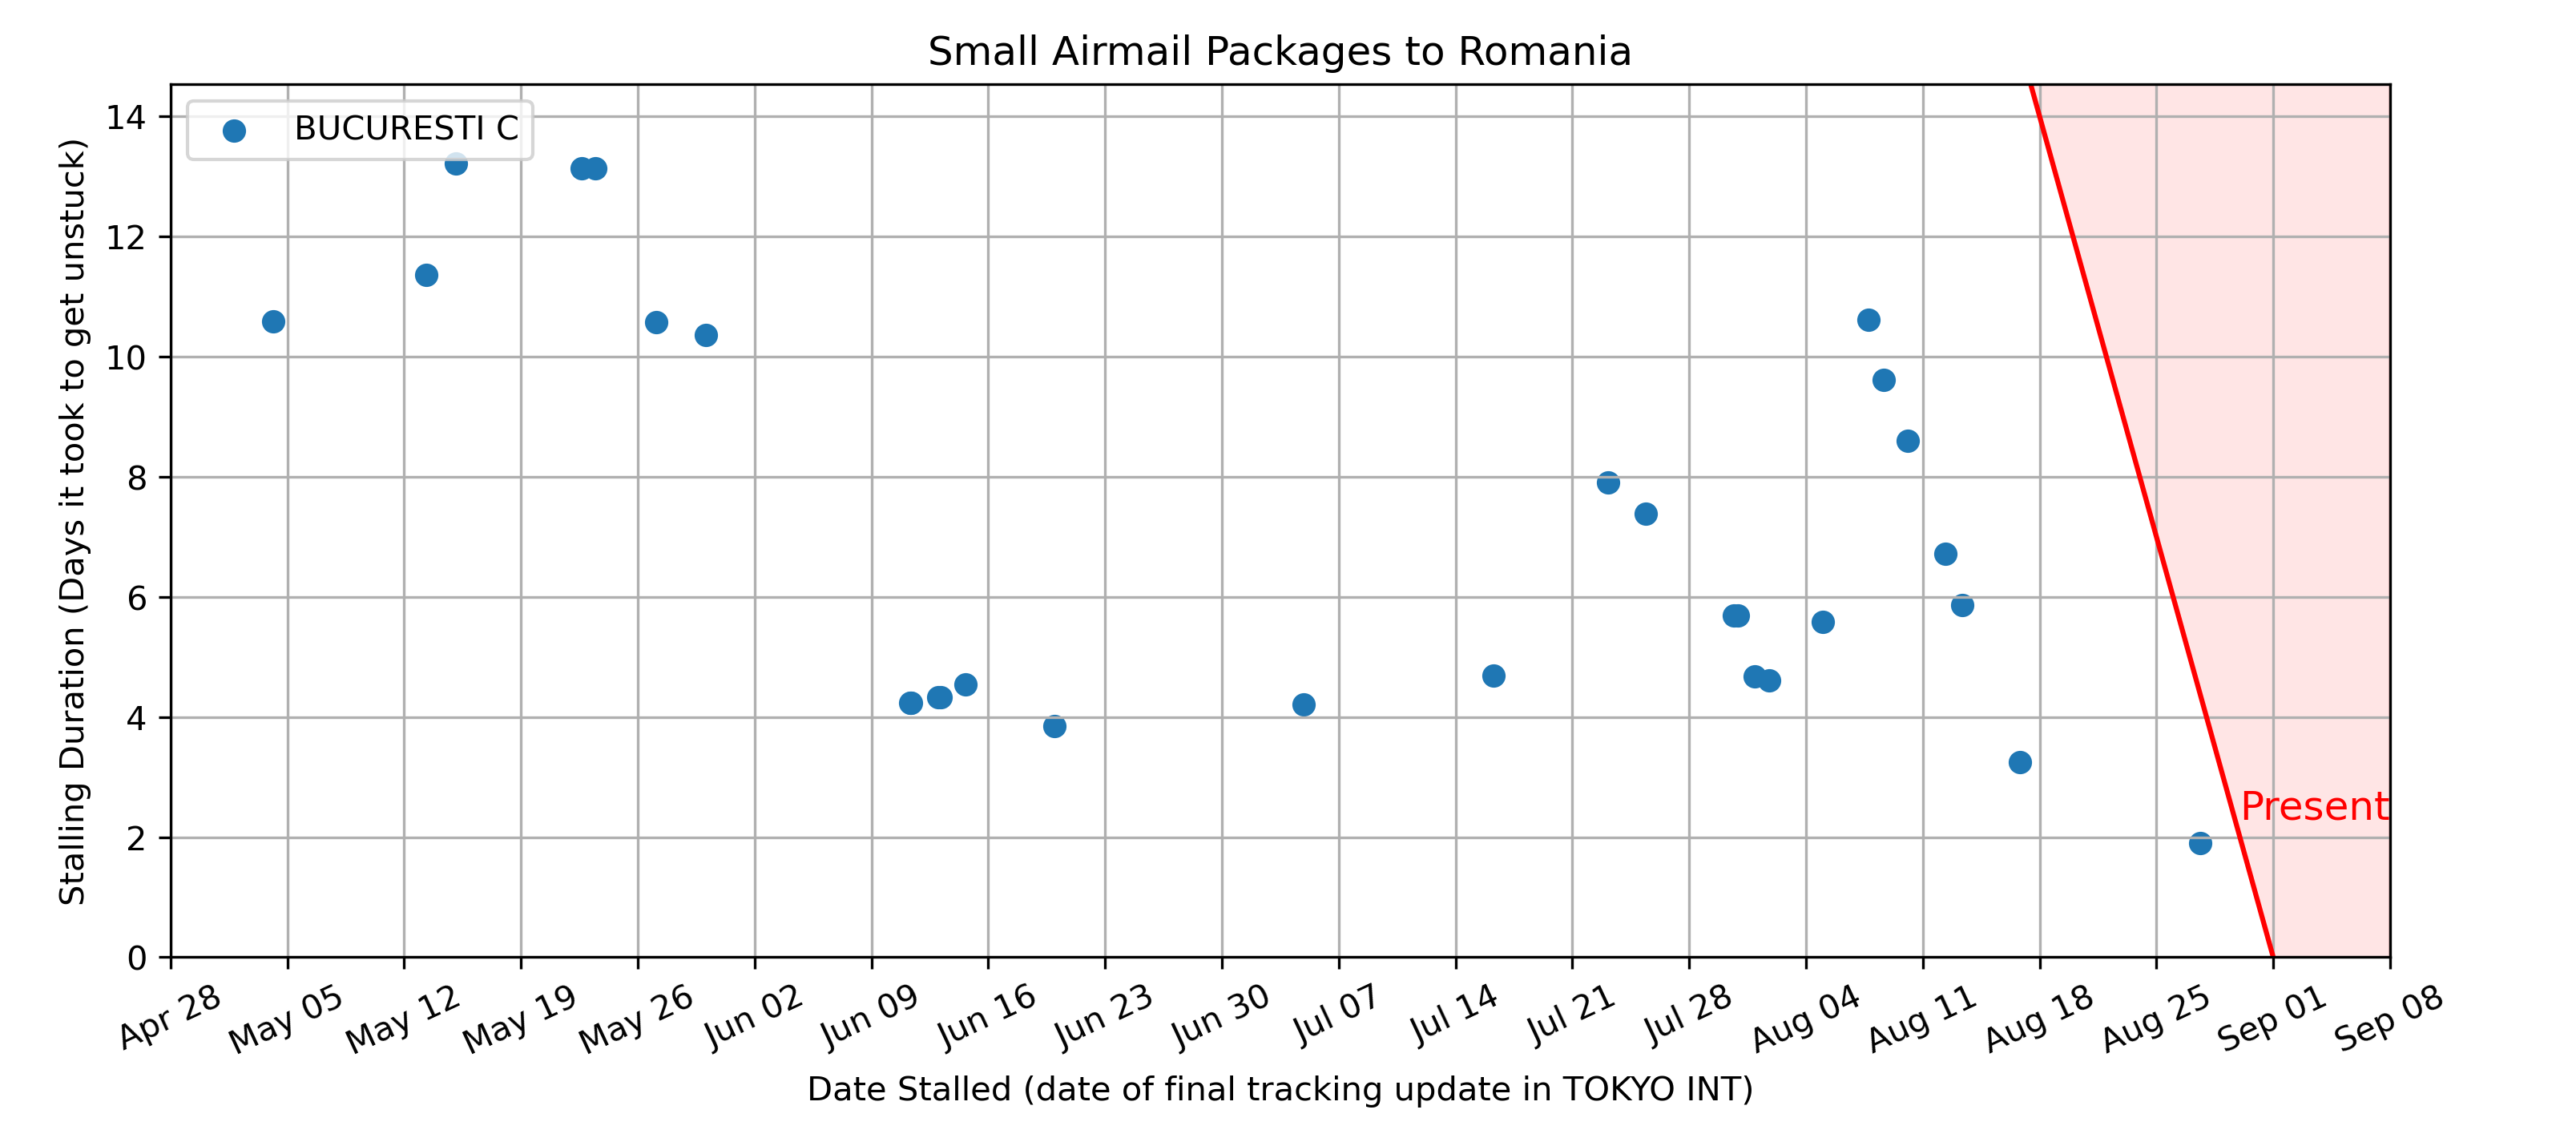 Small Airmail Packages to Romania
BUCURESTI C
Stalling Duration (Days it took to get unstuck)
14
12
10
8
6
4
2
0
Present
Apr 28
May 05
May 12
May 19
May 26
Jun 02
Jun 09
Jun 16
Jun 23
Jun 30
Jul 07
Jul 14
Jul 21
Jul 28
Aug 04
Aug 11
Aug 18
Aug 25
Sep 01
Sep 08
Date Stalled (date of final tracking update in TOKYO INT)